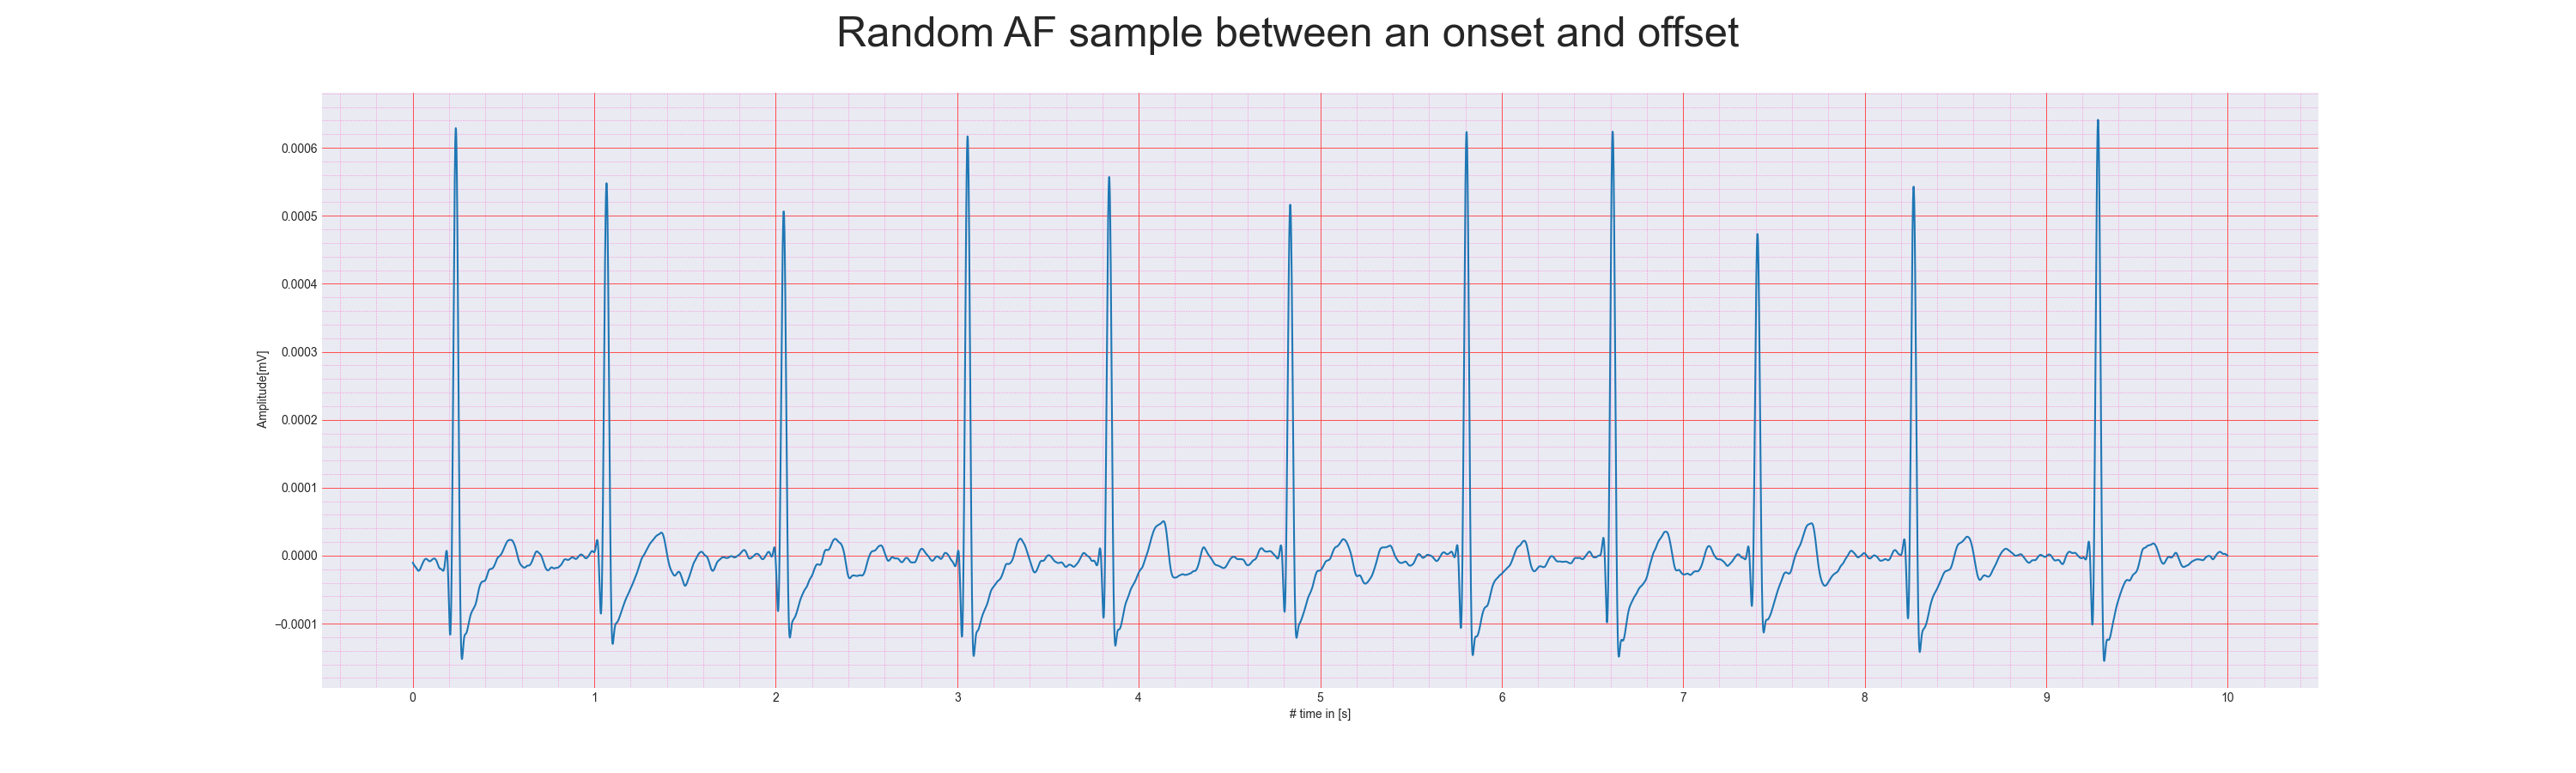 Random AF sample between an onset and offset
0.0006
0.0005
0.0004
0.0003
0.0002
0.0001
0.0000
−0.0001
Amplitude[mV]
0 1 2 3 4 5 6 7 8 9 10
# time in [s]